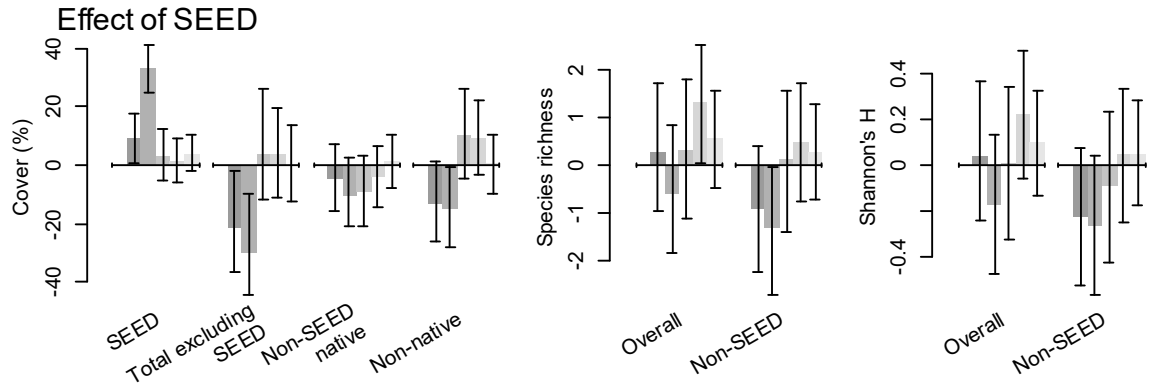 Effect of SEED
Cover (%)
40
20
0
-20
-40
SEED
Total excluding
SEED
Non-SEED
native
Non-native
Species richness
2
1
0
-1
-2
Overall
Non-SEED
Shannon's H
0.4
0.2
0
-0.4
Overall
Non-SEED